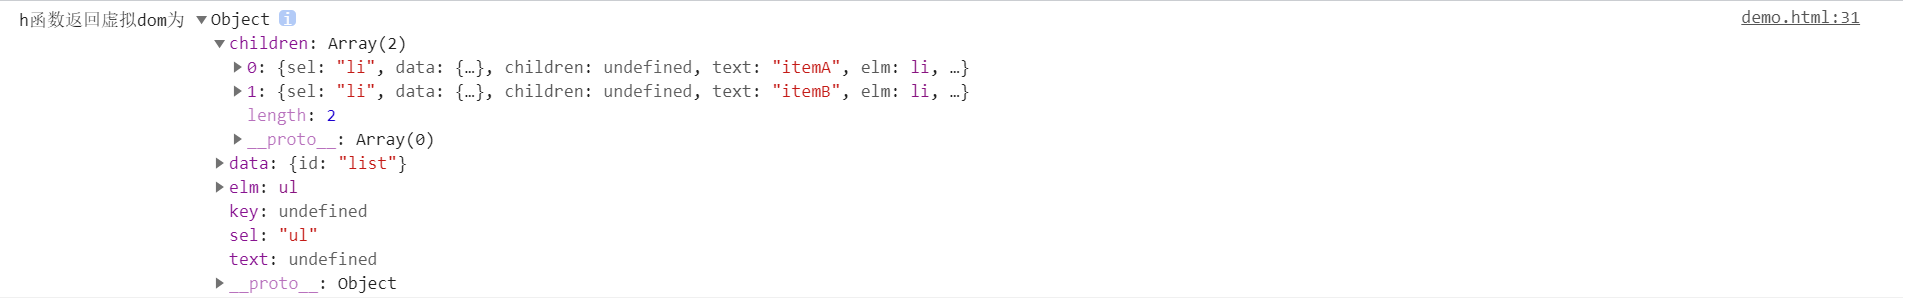 h函数返回虚拟dom为 ▼Object i demo.html:31
▼children: Array(2)
▶0: {sel: "li", data: {…}, children: undefined, text: "itemA", elm: li, …}
▶1: {sel: "li", data: {…}, children: undefined, text: "itemB", elm: li, …}
length: 2
▶__proto__: Array(0)
▶data: {id: "list"}
▶elm: ul
key: undefined
sel: "ul"
text: undefined
▶__proto__: Object